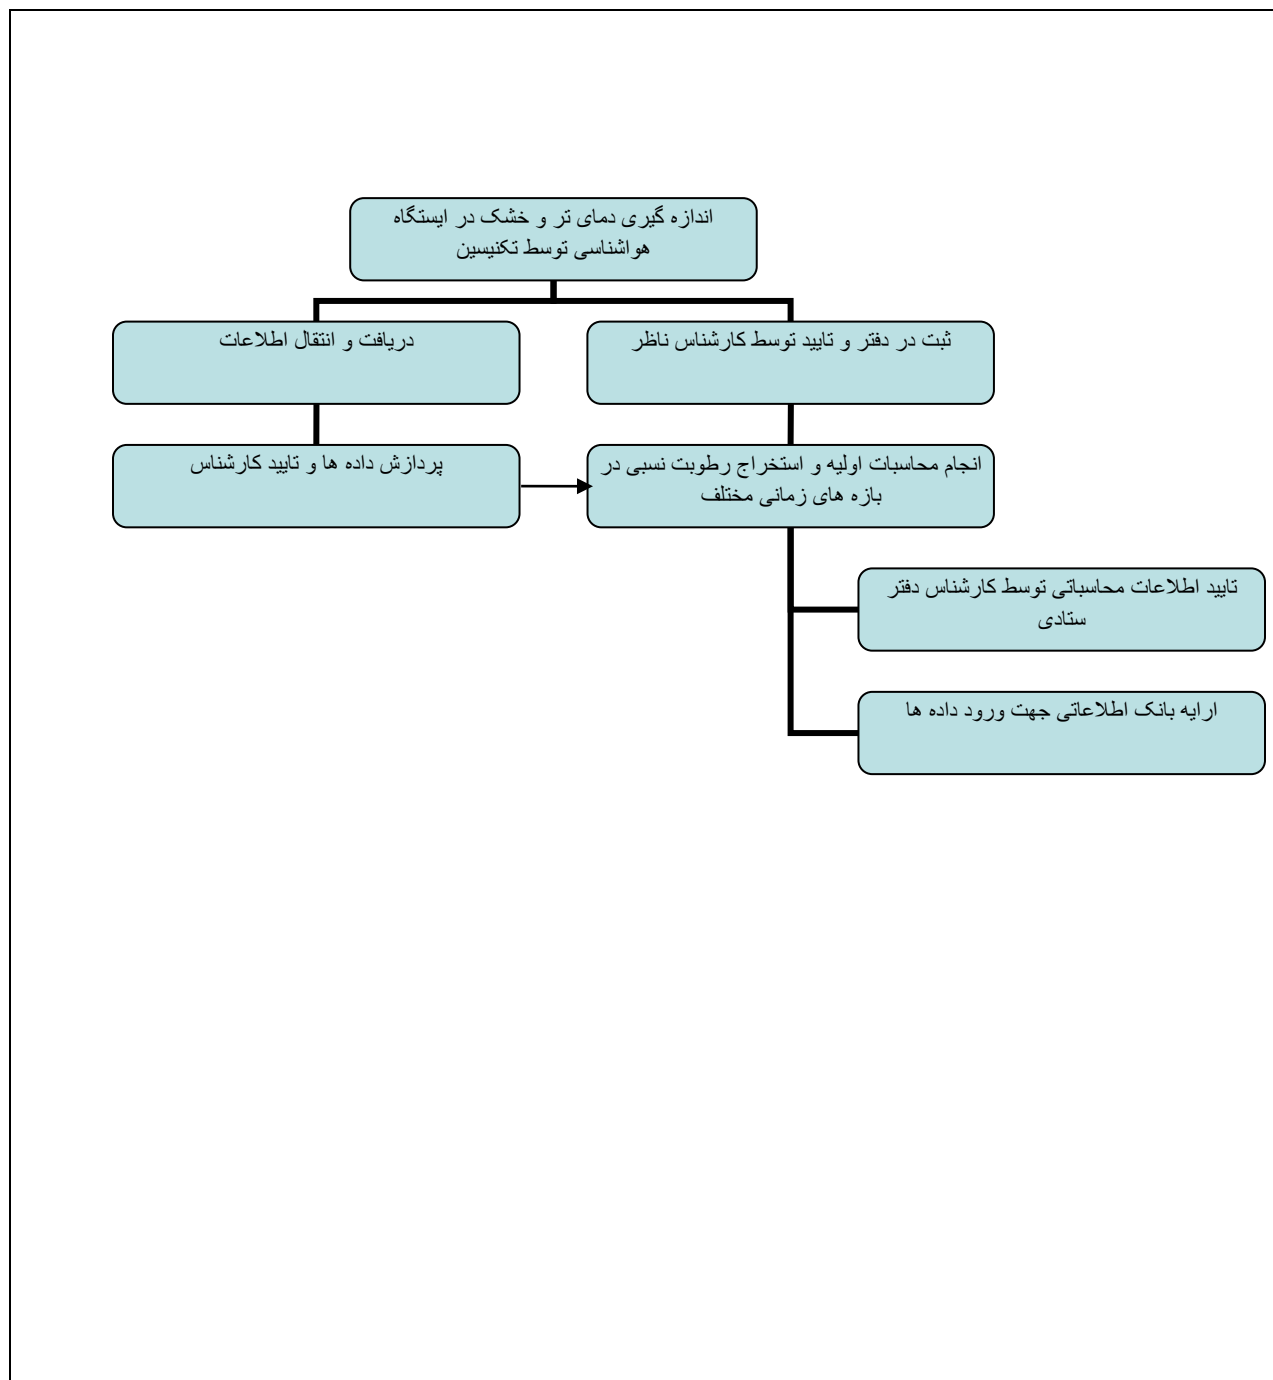 اندازه گیری دمای تر و خشک در ایستگاه
هواشناسی توسط تکنیسین
ثبت در دفتر و تایید توسط کارشناس ناظر
دریافت و انتقال اطلاعات
انجام محاسبات اولیه و استخراج رطوبت نسبی در
بازه های زمانی مختلف
پردازش داده ها و تایید کارشناس
تایید اطلاعات محاسباتی توسط کارشناس دفتر
ستادی
ارایه بانک اطلاعاتی جهت ورود داده ها